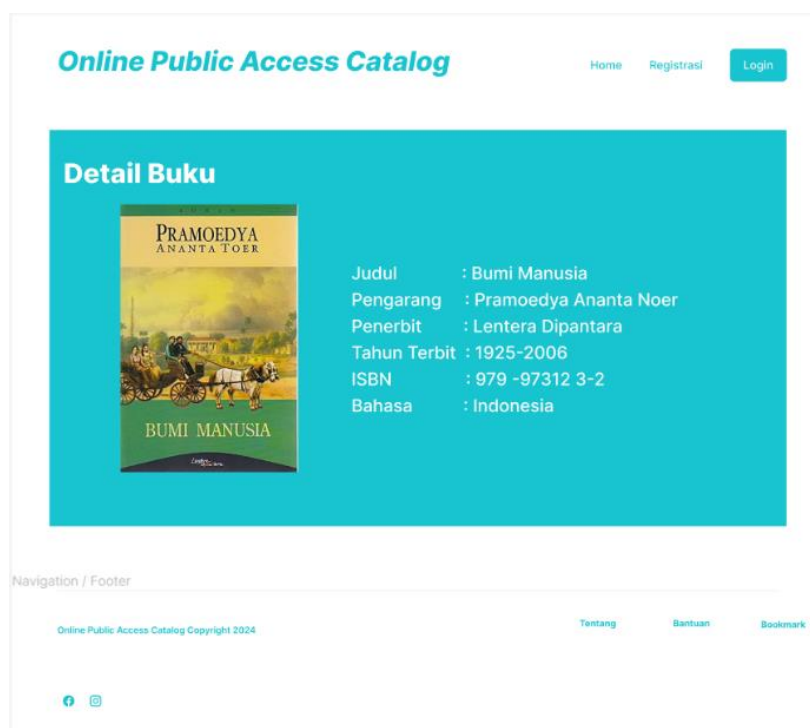 Online Public Access Catalog
Home Registrasi Login
Detail Buku
PRAMOEDYA
ANANTA TOER
BUMI MANUSIA
Judul : Bumi Manusia
Pengarang : Pramoedya Ananta Noer
Penerbit : Lentera Dipantara
Tahun Terbit : 1925-2006
ISBN : 979 -97312 3-2
Bahasa : Indonesia
Navigation / Footer
Online Public Access Catalog Copyright 2024
Tentang Bantuan Bookmark